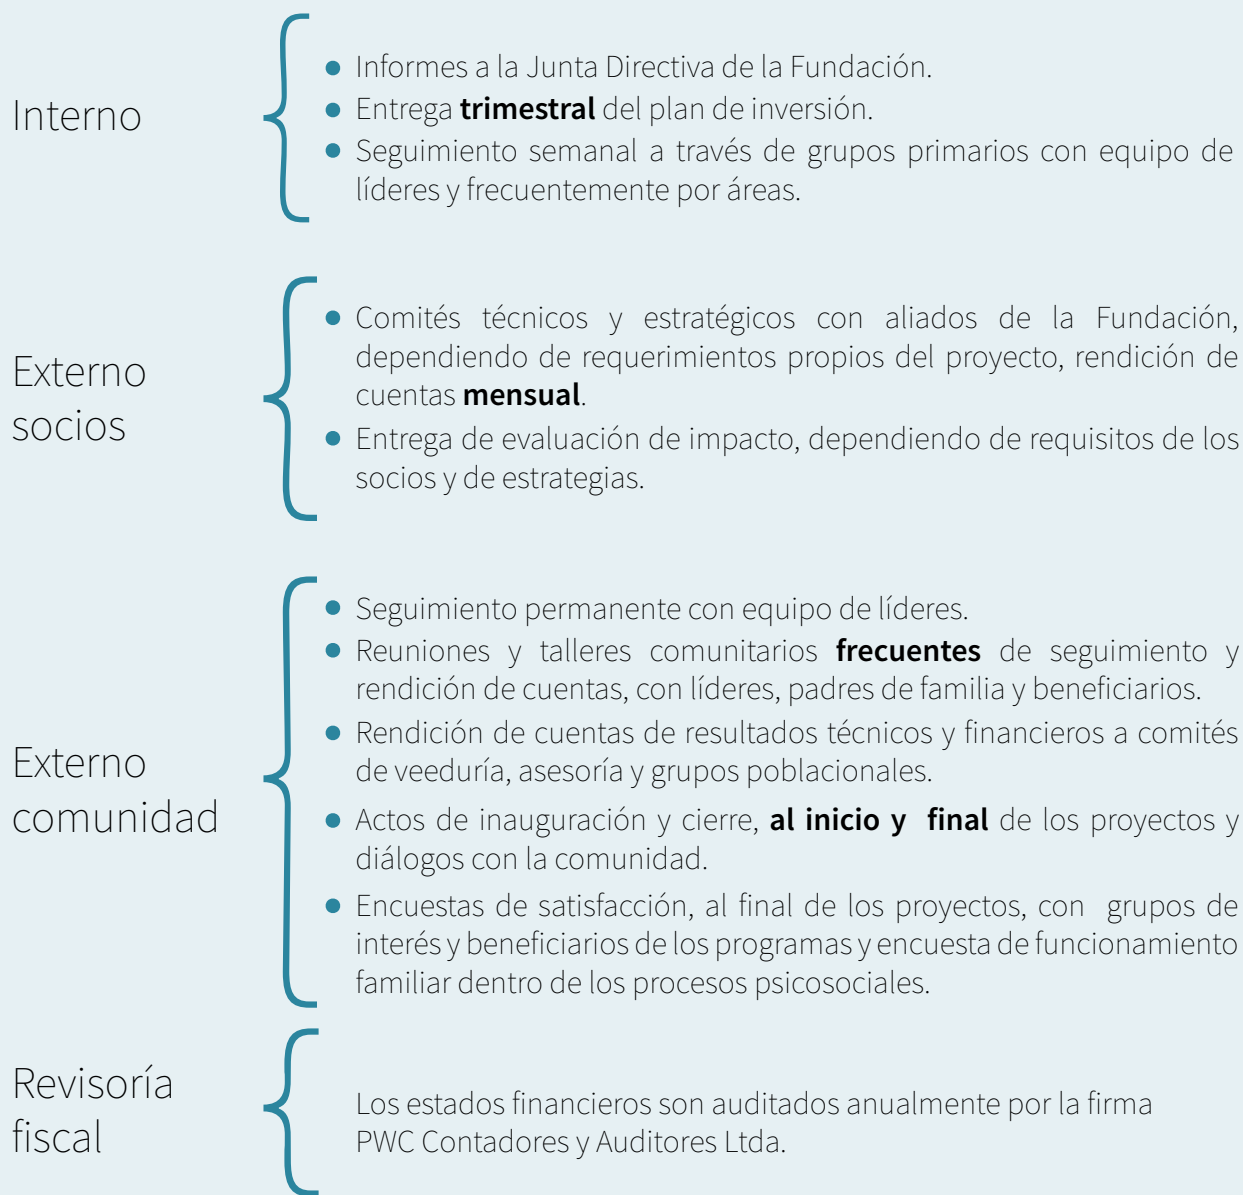 Interno
Informes a la Junta Directiva de la Fundación.
Entrega trimestral del plan de inversión.
Seguimiento semanal a través de grupos primarios con equipo de
líderes y frecuentemente por áreas.
Externo
socios
Comités técnicos y estratégicos con aliados de la Fundación,
dependiendo de requerimientos propios del proyecto, rendición de
cuentas mensual.
Entrega de evaluación de impacto, dependiendo de requisitos de los
socios y de estrategias.
Externo
comunidad
Seguimiento permanente con equipo de líderes.
Reuniones y talleres comunitarios frecuentes de seguimiento y
rendición de cuentas, con líderes, padres de familia y beneficiarios.
Rendición de cuentas de resultados técnicos y financieros a comités
de veeduría, asesoría y grupos poblacionales.
Actos de inauguración y cierre, al inicio y final de los proyectos y
diálogos con la comunidad.
Encuestas de satisfacción, al final de los proyectos, con grupos de
interés y beneficiarios de los programas y encuesta de funcionamiento
familiar dentro de los procesos psicosociales.
Revisoría
fiscal
Los estados financieros son auditados anualmente por la firma
PWC Contadores y Auditores Ltda.